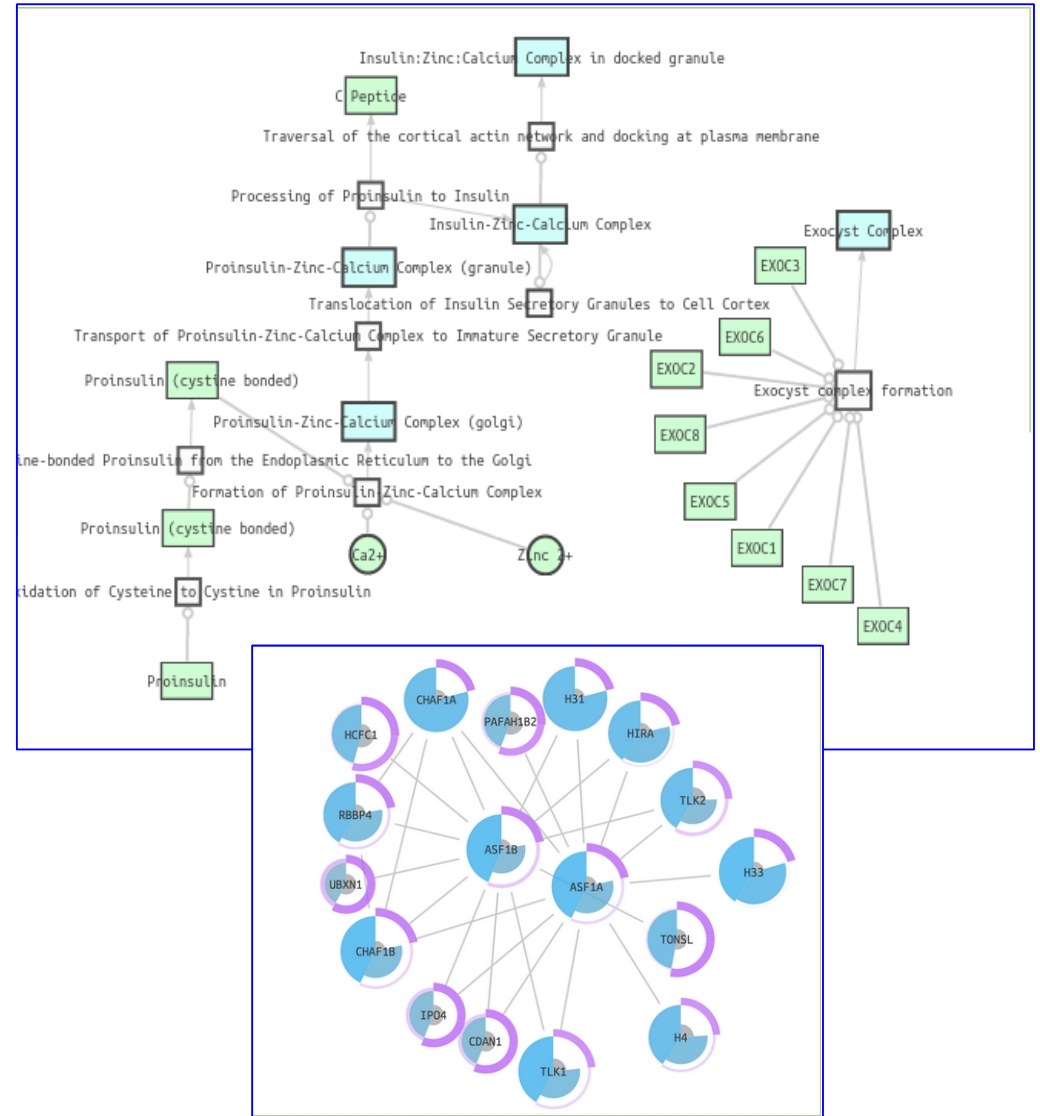 Insulin:Zinc:Calcium Complex in docked granule
C Peptide
Traversal of the cortical actin network and docking at plasma membrane
Processing of Proinsulin to Insulin
Insulin-Zinc-Calcium Complex
Exocyst Complex
EXOC3
Proinsulin-Zinc-Calcium Complex (granule)
Translocation of Insulin Secretory Granules to Cell Cortex
Transport of Proinsulin-Zinc-Calcium Complex to Immature Secretory Granule
EXOC6
EXOC2
Proinsulin (cystine bonded)
Exocyst complex formation
Proinsulin-Zinc-Calcium Complex (golgi)
EXOC8
ine-bonded Proinsulin from the Endoplasmic Reticulum to the Golgi
Formation of Proinsulin-Zinc-Calcium Complex
EXOC5
Proinsulin (cystine bonded)
Ca2+
Zinc 2+
EXOC1
xidation of Cysteine to Cystine in Proinsulin
EXOC7
EXOC4
Proinsulin
CHAF1A
H31
PAFAH1B2
HCFC1
HIRA
TLK2
RBBP4
ASF1B
H33
UBXN1
ASF1A
TONSL
CHAF1B
IPO4
CDAN1
H4
TLK1